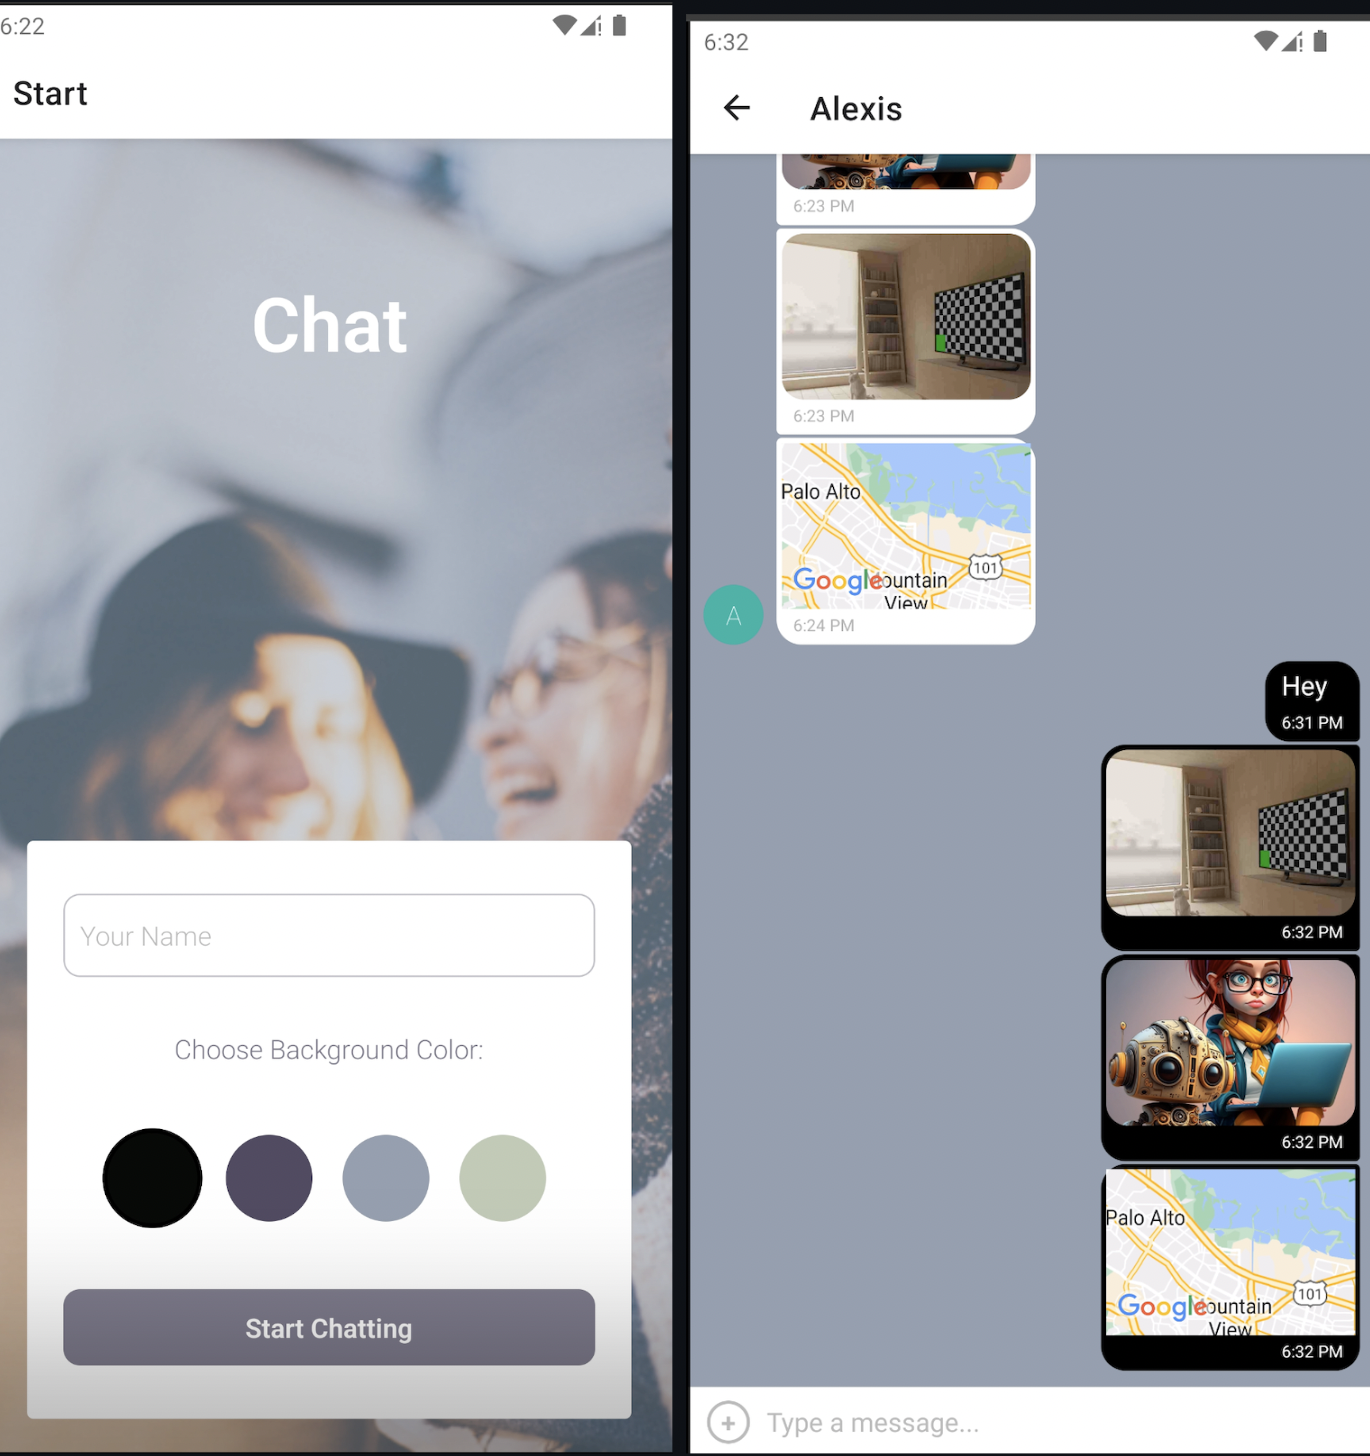 6:22
Start
Chat
Your Name
Choose Background Color:
Start Chatting
6:32
Alexis
6:23 PM
6:23 PM
Palo Alto
101
Google
ountain
View
A
6:24 PM
Hey
6:31 PM
6:32 PM
6:32 PM
Palo Alto
101
Google
ountain
View
6:32 PM
Type a message...